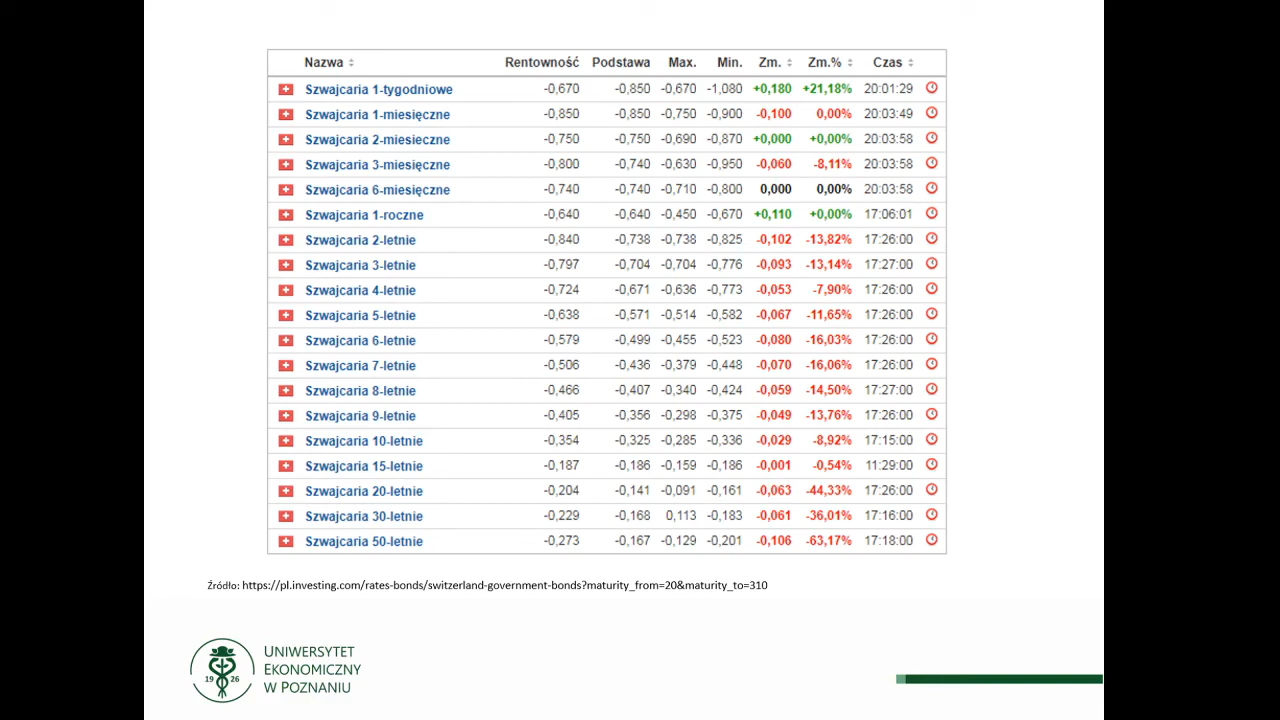 Nazwa Rentowność Podstawa Max. Min. Zm. Zm.% Czas
Szwajcaria 1-tygodniowe -0,670 -0,850 -0,670 -1,080 +0,180 +21,18% 20:01:29
Szwajcaria 1-miesięczne -0,850 -0,850 -0,750 -0,900 -0,100 0,00% 20:03:49
Szwajcaria 2-miesieczne -0,750 -0,750 -0,690 -0,870 +0,000 +0,00% 20:03:58
Szwajcaria 3-miesięczne -0,800 -0,740 -0,630 -0,950 -0,060 -8,11% 20:03:58
Szwajcaria 6-miesięczne -0,740 -0,740 -0,710 -0,800 0,000 0,00% 20:03:58
Szwajcaria 1-roczne -0,640 -0,640 -0,450 -0,670 +0,110 +0,00% 17:06:01
Szwajcaria 2-letnie -0,840 -0,738 -0,738 -0,825 -0,102 -13,82% 17:26:00
Szwajcaria 3-letnie -0,797 -0,704 -0,704 -0,776 -0,093 -13,14% 17:27:00
Szwajcaria 4-letnie -0,724 -0,671 -0,636 -0,773 -0,053 -7,90% 17:26:00
Szwajcaria 5-letnie -0,638 -0,571 -0,514 -0,582 -0,067 -11,65% 17:26:00
Szwajcaria 6-letnie -0,579 -0,499 -0,455 -0,523 -0,080 -16,03% 17:26:00
Szwajcaria 7-letnie -0,506 -0,436 -0,379 -0,448 -0,070 -16,06% 17:26:00
Szwajcaria 8-letnie -0,466 -0,407 -0,340 -0,424 -0,059 -14,50% 17:27:00
Szwajcaria 9-letnie -0,405 -0,356 -0,298 -0,375 -0,049 -13,76% 17:26:00
Szwajcaria 10-letnie -0,354 -0,325 -0,285 -0,336 -0,029 -8,92% 17:15:00
Szwajcaria 15-letnie -0,187 -0,186 -0,159 -0,186 -0,001 -0,54% 11:29:00
Szwajcaria 20-letnie -0,204 -0,141 -0,091 -0,161 -0,063 -44,33% 17:26:00
Szwajcaria 30-letnie -0,229 -0,168 0,113 -0,183 -0,061 -36,01% 17:16:00
Szwajcaria 50-letnie -0,273 -0,167 -0,129 -0,201 -0,106 -63,17% 17:18:00
Źródło: https://pl.investing.com/rates-bonds/switzerland-government-bonds?maturity_from=20&maturity_to=310
UNIWERSYTET
EKONOMICZNY
W POZNANIU
19 26